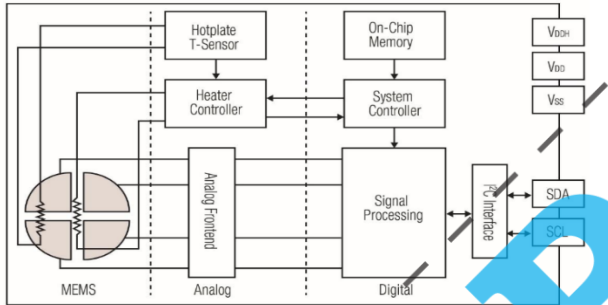 Hotplate
T-Sensor
On-Chip
Memory
VDDH
VDD
VSS
Heater
Controller
System
Controller
Analog Frontend
Signal
Processing
I²C Interface
SDA
SCL
MEMS
Analog
Digital